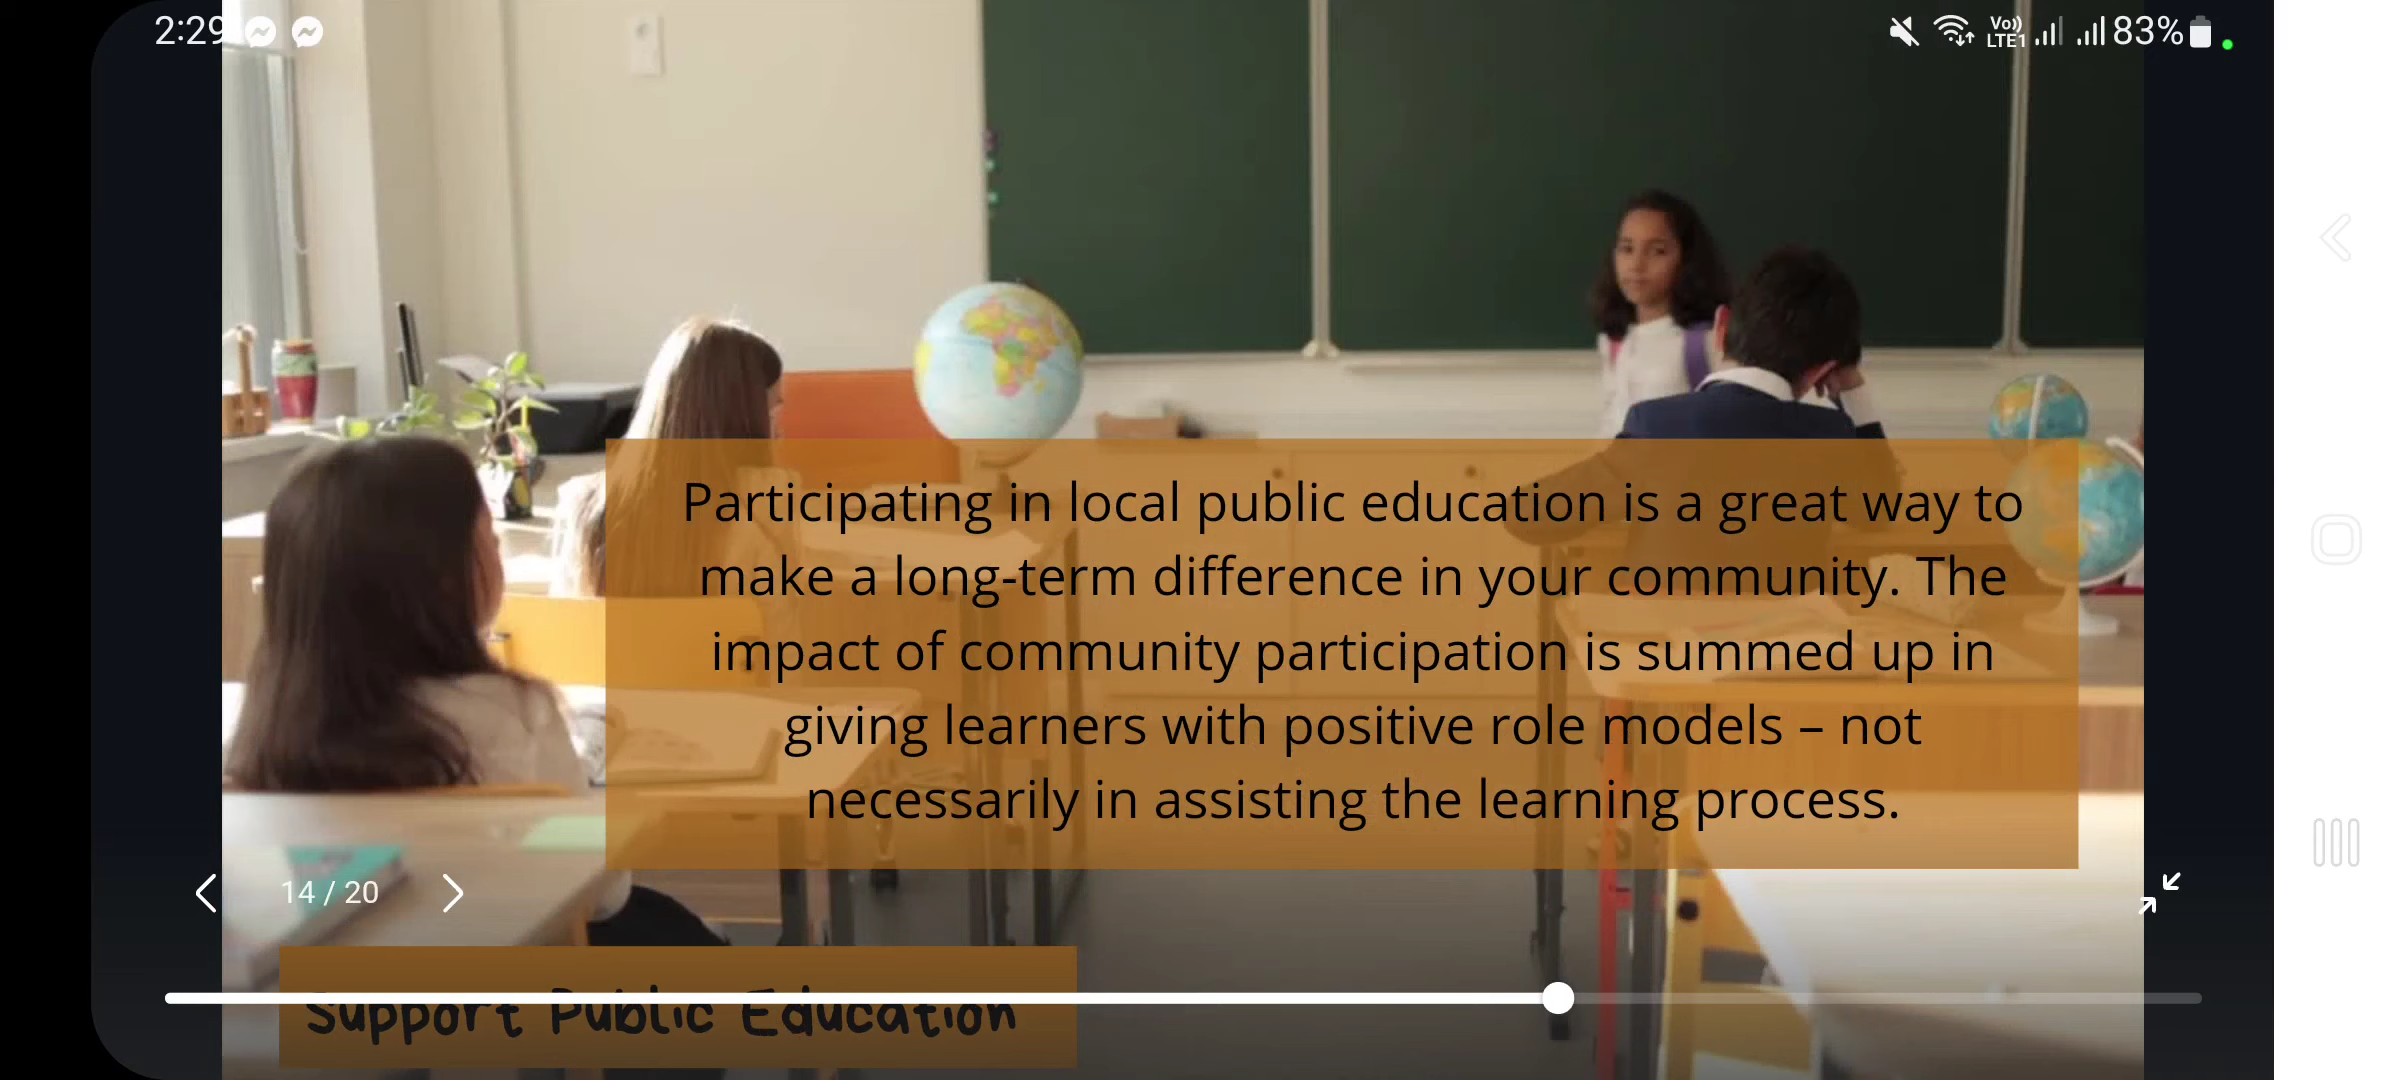 2:29
Vo))
LTE1
83%
Participating in local public education is a great way to
make a long-term difference in your community. The
impact of community participation is summed up in
giving learners with positive role models – not
necessarily in assisting the learning process.
14 / 20
Support Public Education